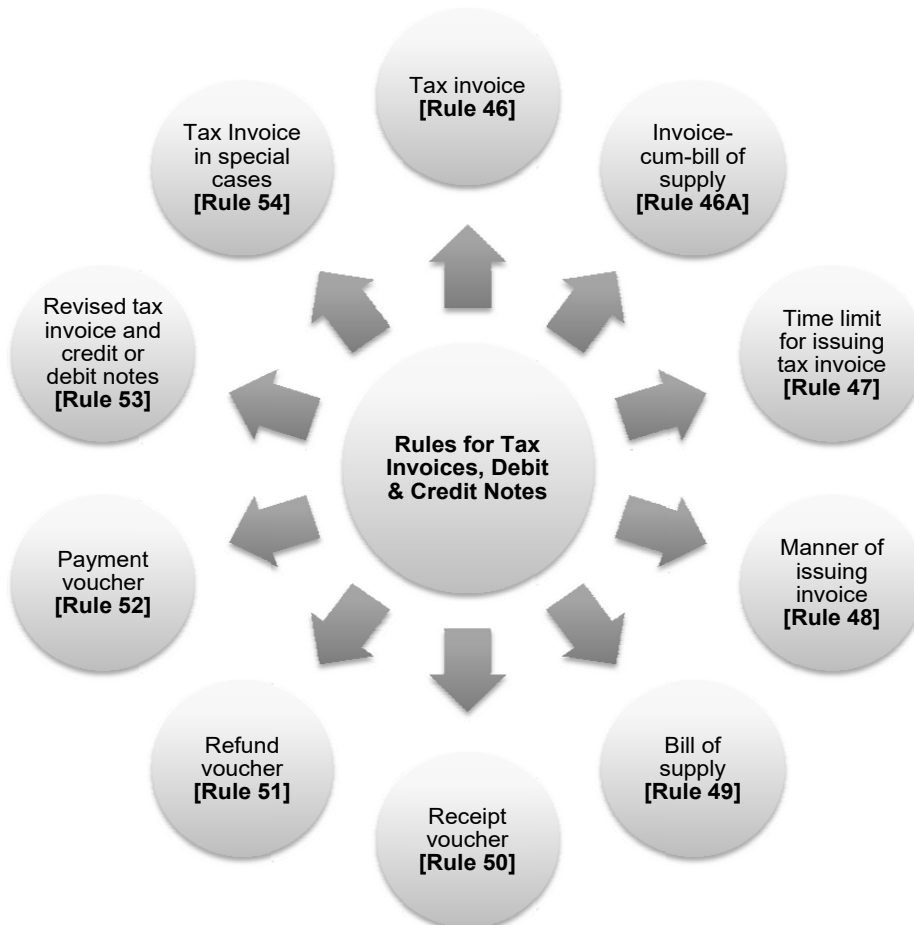 Tax invoice
[Rule 46]
Invoice-
cum-bill of
supply
[Rule 46A]
Time limit
for issuing
tax invoice
[Rule 47]
Manner of
issuing
invoice
[Rule 48]
Bill of
supply
[Rule 49]
Receipt
voucher
[Rule 50]
Refund
voucher
[Rule 51]
Payment
voucher
[Rule 52]
Revised tax
invoice and
credit or
debit notes
[Rule 53]
Tax Invoice
in special
cases
[Rule 54]
Rules for Tax
Invoices, Debit
& Credit Notes